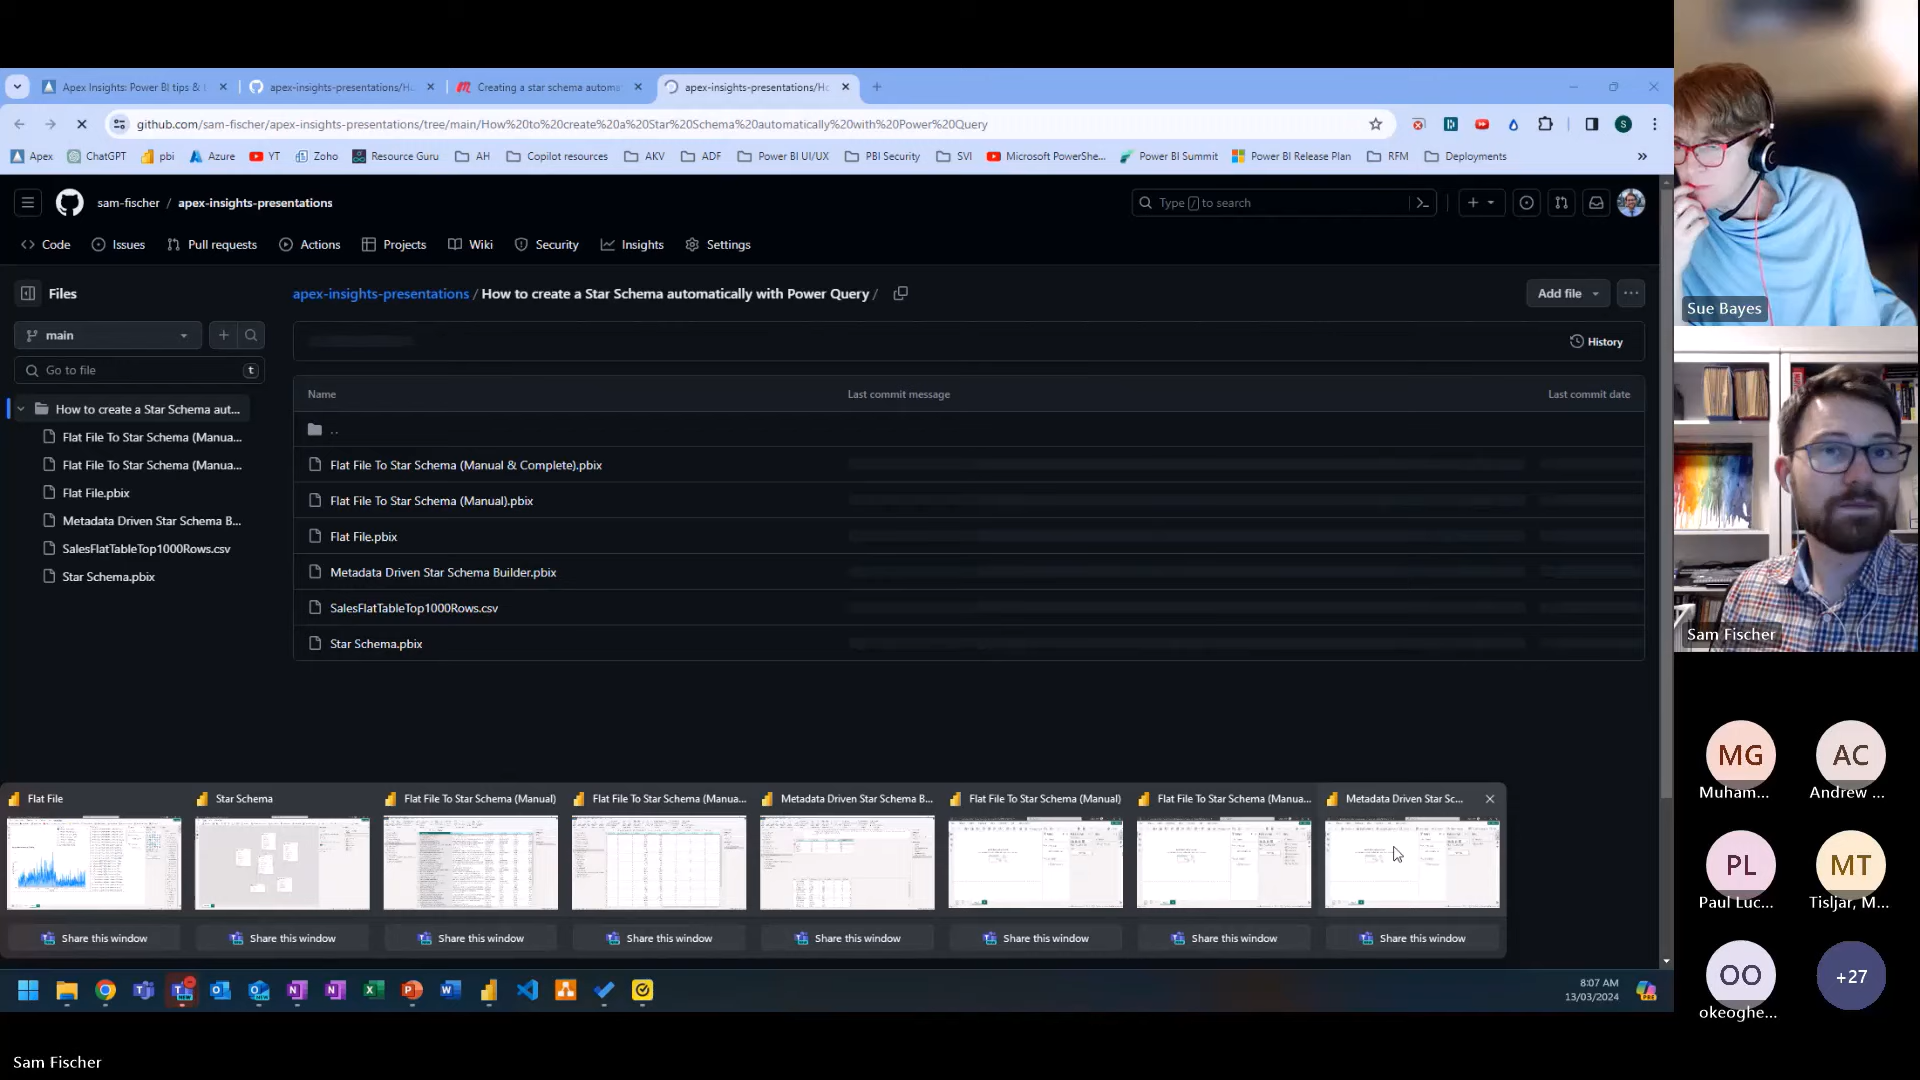 Apex Insights: Power BI tips &
apex-insights-presentations/H
Creating a star schema automa
apex-insights-presentations/Ho
github.com/sam-fischer/apex-insights-presentations/tree/main/How%20to%20create%20a%20Star%20Schema%20automatically%20with%20Power%20Query
S
Apex
ChatGPT
pbi
Azure
YT
Zoho
Resource Guru
AH
Copilot resources
AKV
ADF
Power BI UI/UX
PBI Security
SVI
Microsoft PowerShe...
Power BI Summit
Power BI Release Plan
RFM
Deployments
sam-fischer / apex-insights-presentations
Type / to search
Code
Issues
Pull requests
Actions
Projects
Wiki
Security
Insights
Settings
Files
main
Go to file
t
How to create a Star Schema aut...
Flat File To Star Schema (Manua...
Flat File To Star Schema (Manua...
Flat File.pbix
Metadata Driven Star Schema B...
SalesFlatTableTop1000Rows.csv
Star Schema.pbix
apex-insights-presentations / How to create a Star Schema automatically with Power Query /
Add file
History
Name
Last commit message
Last commit date
..
Flat File To Star Schema (Manual & Complete).pbix
Flat File To Star Schema (Manual).pbix
Flat File.pbix
Metadata Driven Star Schema Builder.pbix
SalesFlatTableTop1000Rows.csv
Star Schema.pbix
Flat File
Star Schema
Flat File To Star Schema (Manual)
Flat File To Star Schema (Manua...
Metadata Driven Star Schema B...
Flat File To Star Schema (Manual)
Flat File To Star Schema (Manua...
Metadata Driven Star Sc...
Share this window
Share this window
Share this window
Share this window
Share this window
Share this window
Share this window
Share this window
8:07 AM
13/03/2024
Sam Fischer
Sue Bayes
Sam Fischer
MG
Muham...
AC
Andrew ...
PL
Paul Luc...
MT
Tisljar, M...
OO
okeoghe...
+27